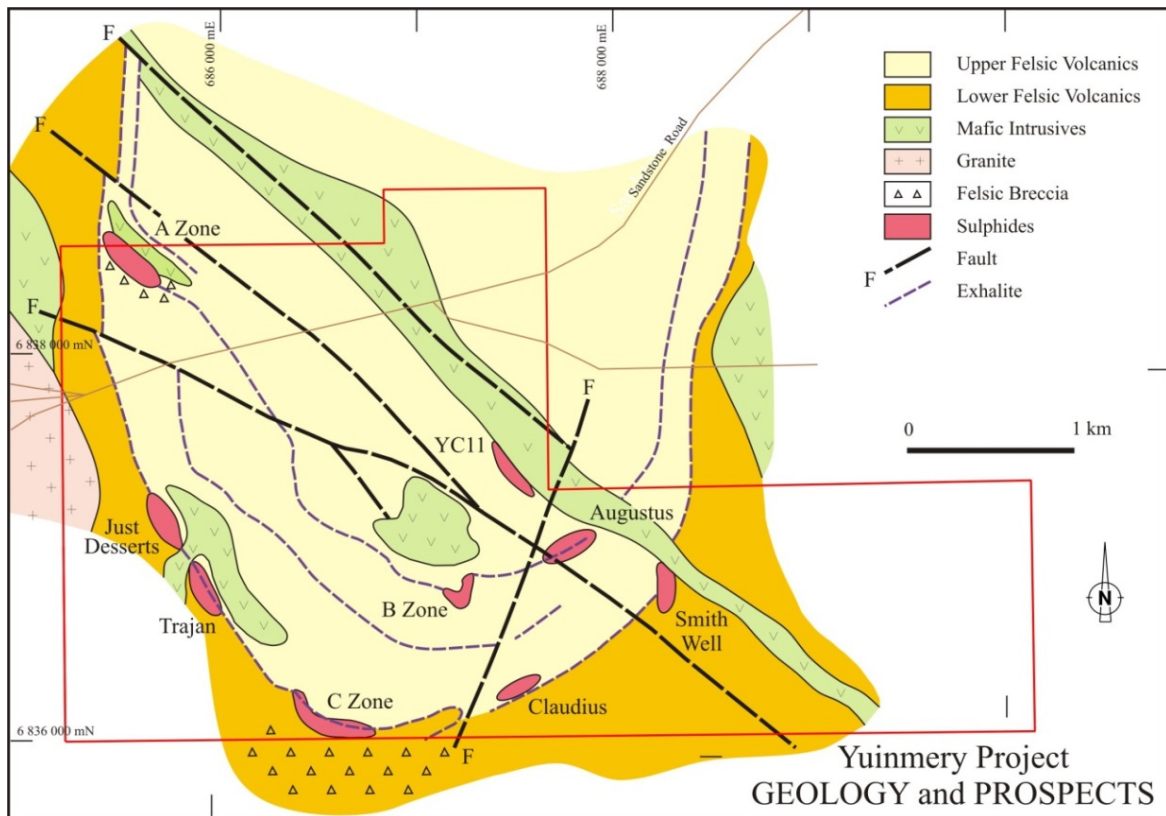 F
686 000 mE
688 000 mE
Sandstone Road
F
A Zone
F
6 838 000 mN
YC11
F
Augustus
Just
Desserts
Trajan
B Zone
Smith
Well
C Zone
Claudius
6 836 000 mN
F
Upper Felsic Volcanics
Lower Felsic Volcanics
Mafic Intrusives
Granite
Felsic Breccia
Sulphides
F Fault
Exhalite
0 1 km
N
Yuinmery Project
GEOLOGY and PROSPECTS